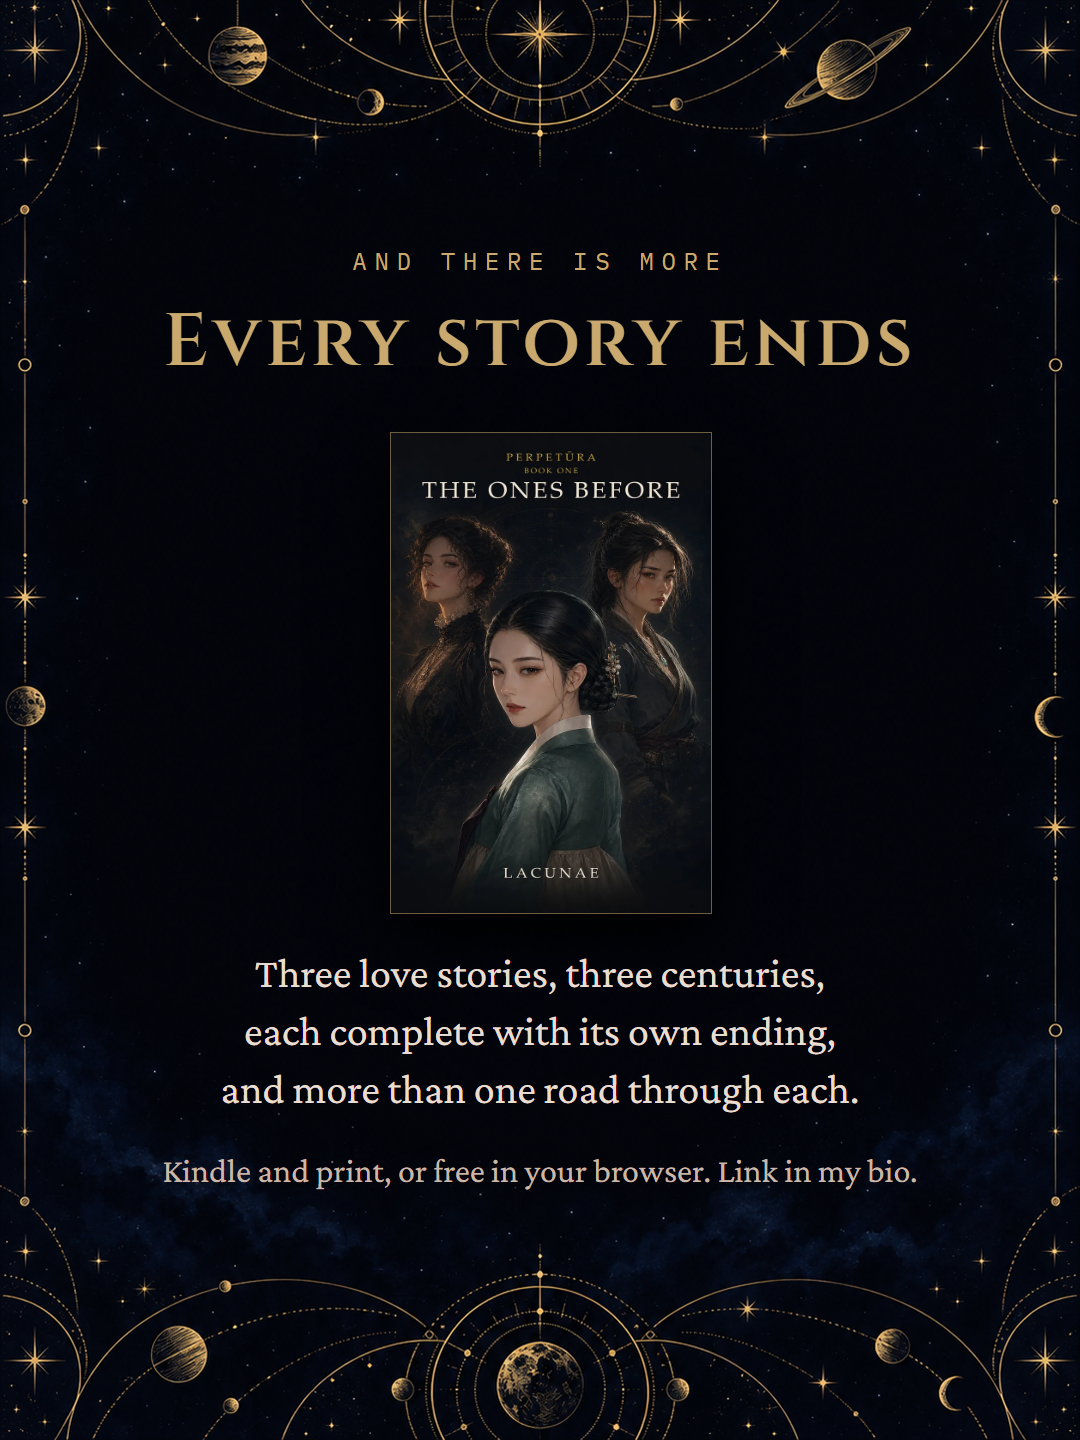 AND THERE IS MORE
EVERY STORY ENDS
PERPETŪRA
BOOK ONE
THE ONES BEFORE
LACUNAE
Three love stories, three centuries,
each complete with its own ending,
and more than one road through each.
Kindle and print, or free in your browser. Link in my bio.